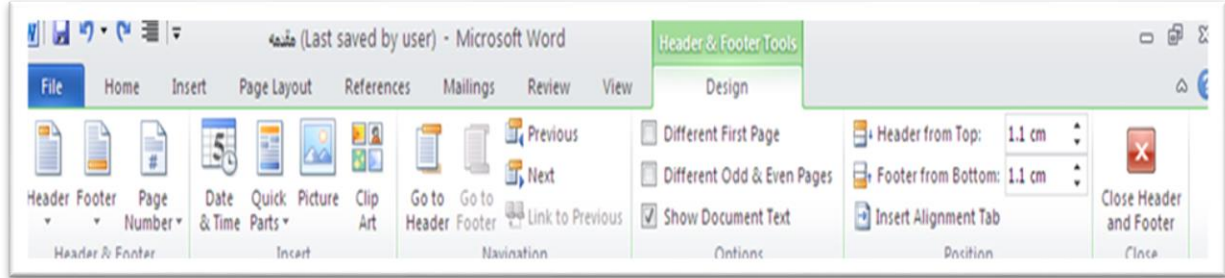 مقدمه (Last saved by user) - Microsoft Word
Header & Footer Tools
File Home Insert Page Layout References Mailings Review View Design
Header Footer Page Number
Date & Time Quick Parts Picture Clip Art
Go to Header Go to Footer
Previous
Next
Link to Previous
Different First Page
Different Odd & Even Pages
Show Document Text
Header from Top: 1.1 cm
Footer from Bottom: 1.1 cm
Insert Alignment Tab
Close Header and Footer
Header & Footer Insert Navigation Options Position Close